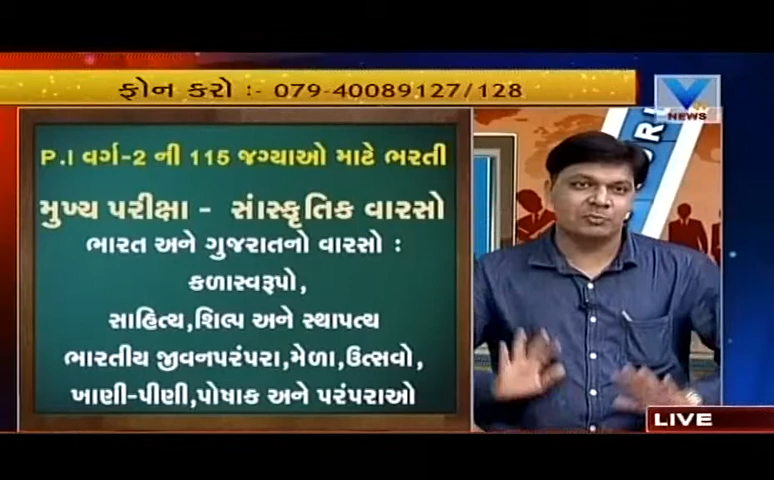 ફોન કરો :- 079-40089127/128
NEWS
P.I વર્ગ-2 ની 115 જગ્યાઓ માટે ભરતી
મુખ્ય પરીક્ષા - સાંસ્કૃતિક વારસો
ભારત અને ગુજરાતનો વારસો :
કળાસ્વરૂપો,
સાહિત્ય,શિલ્પ અને સ્થાપત્ય
ભારતીય જીવનપરંપરા,મેળા,ઉત્સવો,
ખાણી-પીણી,પોષાક અને પરંપરાઓ
LIVE